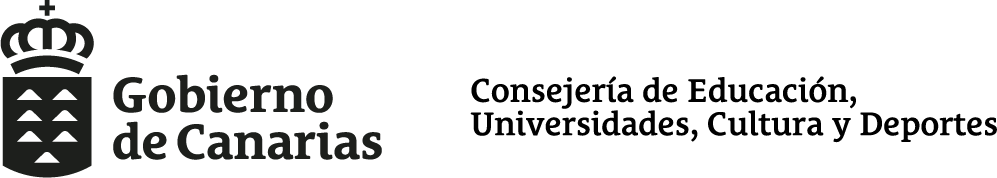 Gobierno
de Canarias
Consejería de Educación,
Universidades, Cultura y Deportes